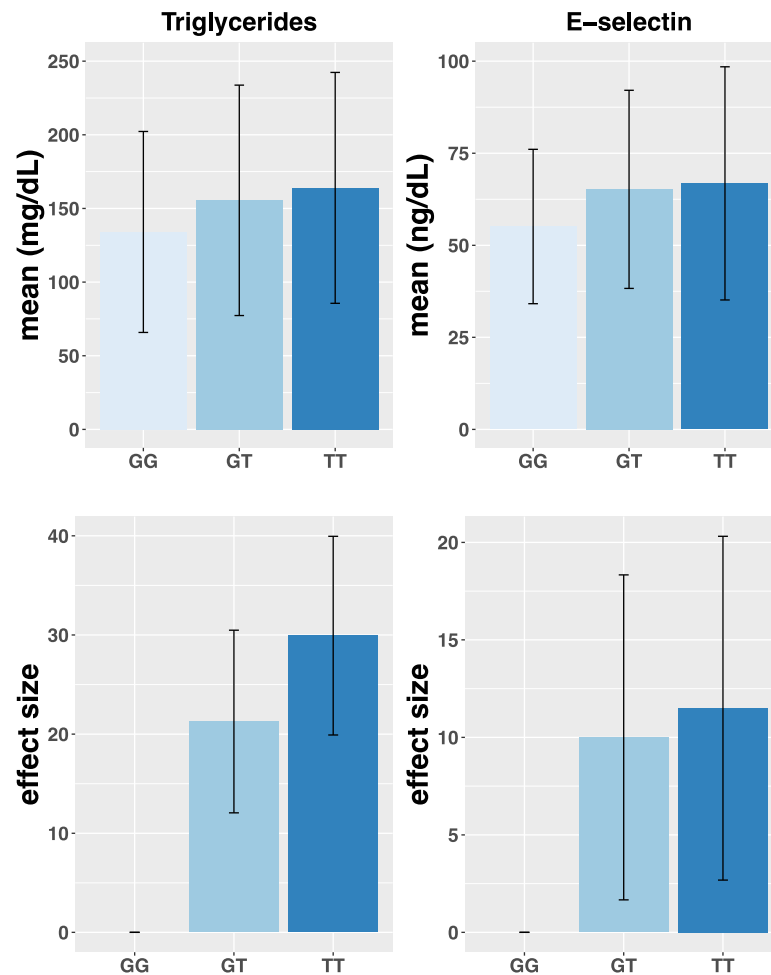 Triglycerides
mean (mg/dL)
250
200
150
100
50
0
GG GT TT
E−selectin
mean (ng/dL)
100
75
50
25
0
GG GT TT
effect size
40
30
20
10
0
GG GT TT
effect size
20
15
10
5
0
GG GT TT